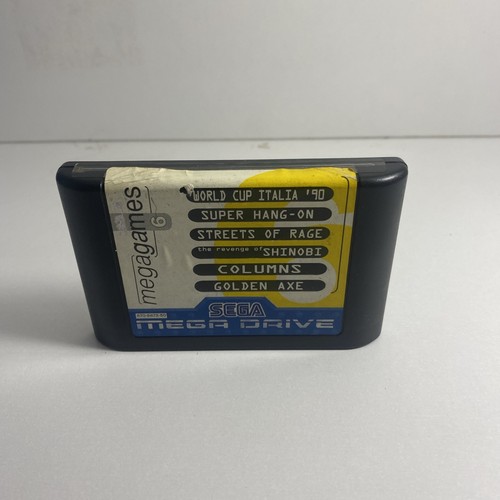 megagames
6
WORLD CUP ITALIA '90
SUPER HANG-ON
STREETS OF RAGE
the revenge of SHINOBI
COLUMNS
GOLDEN AXE
SEGA
MEGA DRIVE